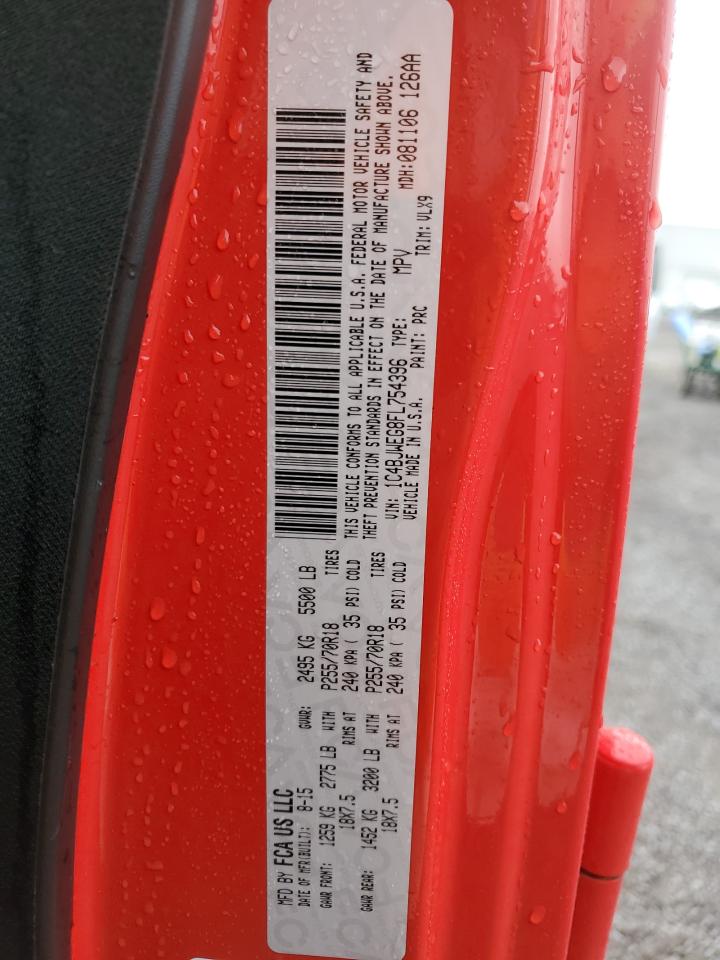 MFD BY FCA US LLC
DATE OF MFR(BUILT): 8-15 GVWR: 2495 KG 5500 LB
GAWR FRONT: 1259 KG 2775 LB WITH P255/70R18 TIRES
18X7.5 RIMS AT 240 KPA ( 35 PSI) COLD
GAWR REAR: 1452 KG 3200 LB WITH P255/70R18 TIRES
18X7.5 RIMS AT 240 KPA ( 35 PSI) COLD
THIS VEHICLE CONFORMS TO ALL APPLICABLE U.S.A. FEDERAL MOTOR VEHICLE SAFETY AND
THEFT PREVENTION STANDARDS IN EFFECT ON THE DATE OF MANUFACTURE SHOWN ABOVE.
VIN: 1C4BJWEG8FL754396 TYPE: MPV MDH:081106 126AA
VEHICLE MADE IN U.S.A. PAINT: PRC TRIM: VLX9